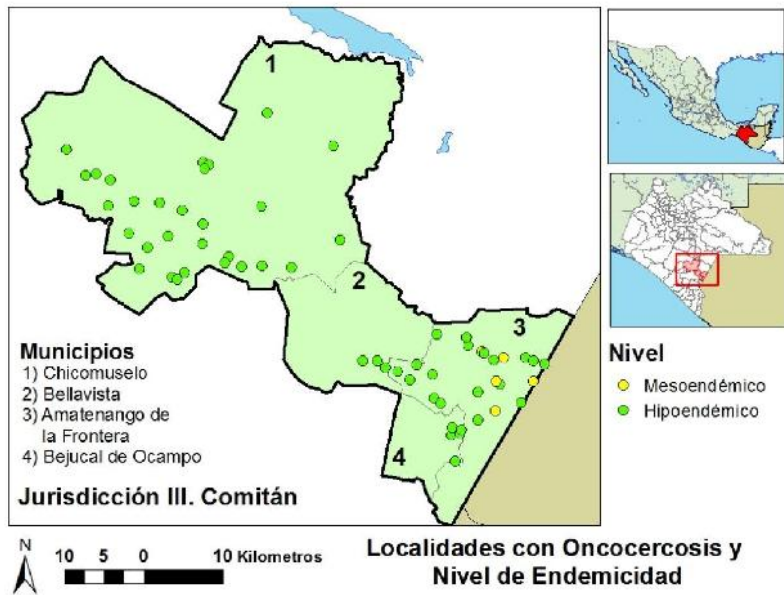 1
2
3
4
Municipios
1) Chicomuselo
2) Bellavista
3) Amatenango de
la Frontera
4) Bejucal de Ocampo
Jurisdicción III. Comitán
Nivel
Mesoendémico
Hipoendémico
N
10 5 0 10 Kilometros
Localidades con Oncocercosis y
Nivel de Endemicidad